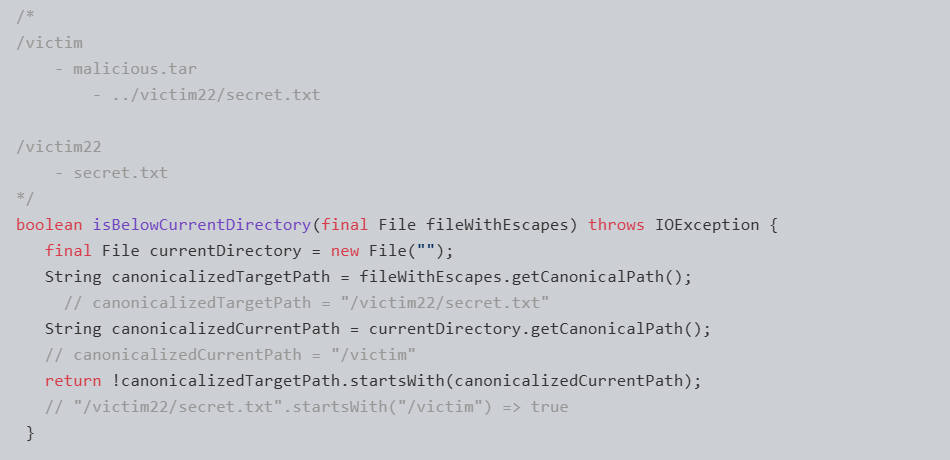 /*
/victim
- malicious.tar
- ../victim22/secret.txt
/victim22
- secret.txt
*/
boolean isBelowCurrentDirectory(final File fileWithEscapes) throws IOException {
final File currentDirectory = new File("");
String canonicalizedTargetPath = fileWithEscapes.getCanonicalPath();
// canonicalizedTargetPath = "/victim22/secret.txt"
String canonicalizedCurrentPath = currentDirectory.getCanonicalPath();
// canonicalizedCurrentPath = "/victim"
return !canonicalizedTargetPath.startsWith(canonicalizedCurrentPath);
// "/victim22/secret.txt".startsWith("/victim") => true
}